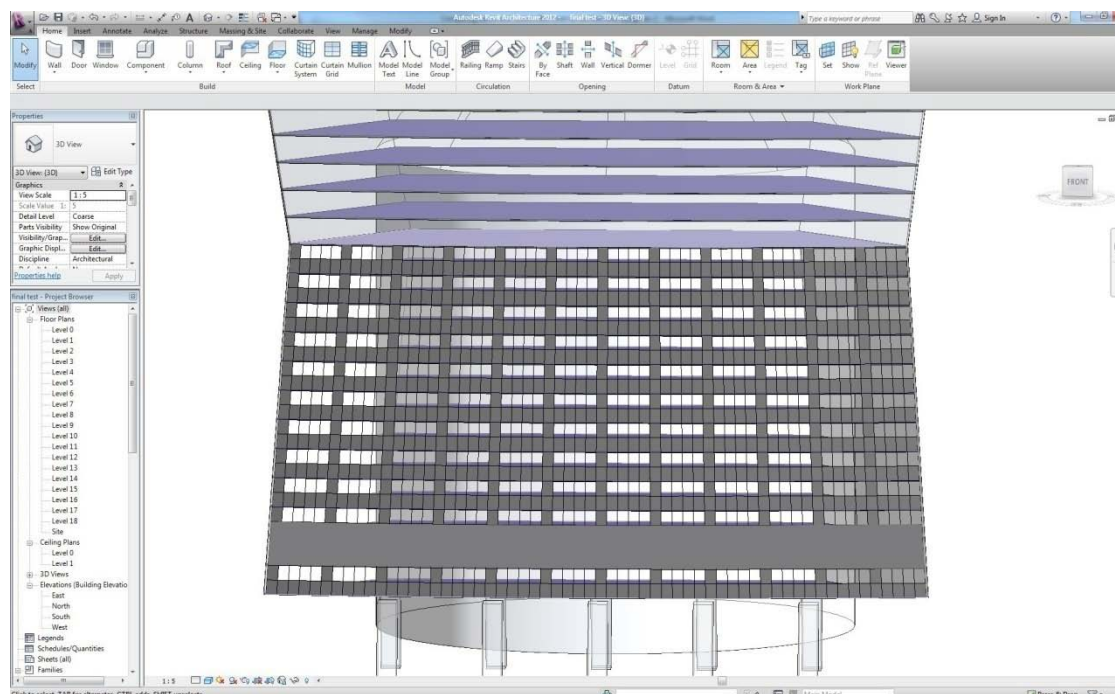 Autodesk Revit Architecture 2012 - final test - 3D View: {3D}
Type a keyword or phrase
Sign In
Home Insert Annotate Analyze Structure Massing & Site Collaborate View Manage Modify
Modify Wall Door Window Component Column Roof Ceiling Floor Curtain System Curtain Grid Mullion Model Text Model Line Model Group Railing Ramp Stairs By Face Shaft Wall Vertical Dormer Level Grid Room Area Legend Tag Set Show Ref Plane Viewer
Select Build Model Circulation Opening Datum Room & Area Work Plane
Properties
3D View
3D View: {3D} Edit Type
Graphics
View Scale 1:5
Scale Value 1: 5
Detail Level Coarse
Parts Visibility Show Original
Visibility/Grap... Edit...
Graphic Displ... Edit...
Discipline Architectural
Properties help Apply
final test - Project Browser
Views (all)
Floor Plans
Level 0
Level 1
Level 2
Level 3
Level 4
Level 5
Level 6
Level 7
Level 8
Level 9
Level 10
Level 11
Level 12
Level 13
Level 14
Level 15
Level 16
Level 17
Level 18
Site
Ceiling Plans
Level 0
Level 1
3D Views
Elevations (Building Elevatio
East
North
South
West
Legends
Schedules/Quantities
Sheets (all)
Families
FRONT
1:5